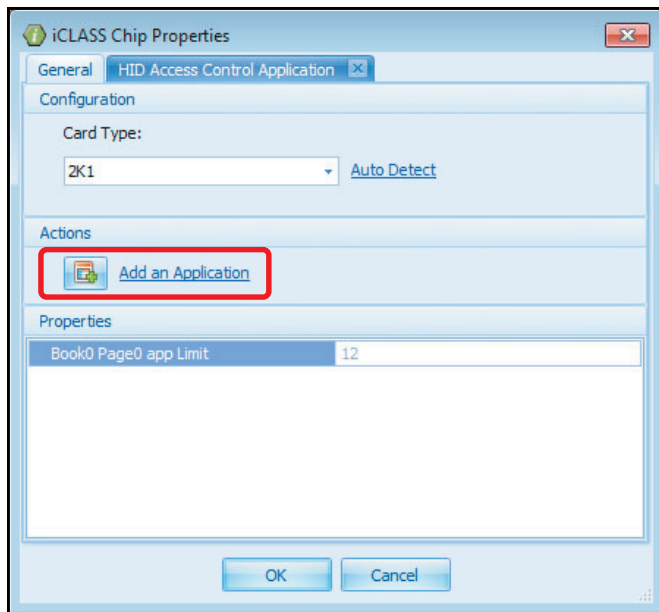 iCLASS Chip Properties
General HID Access Control Application
Configuration
Card Type:
2K1 Auto Detect
Actions
Add an Application
Properties
Book0 Page0 app Limit 12
OK Cancel